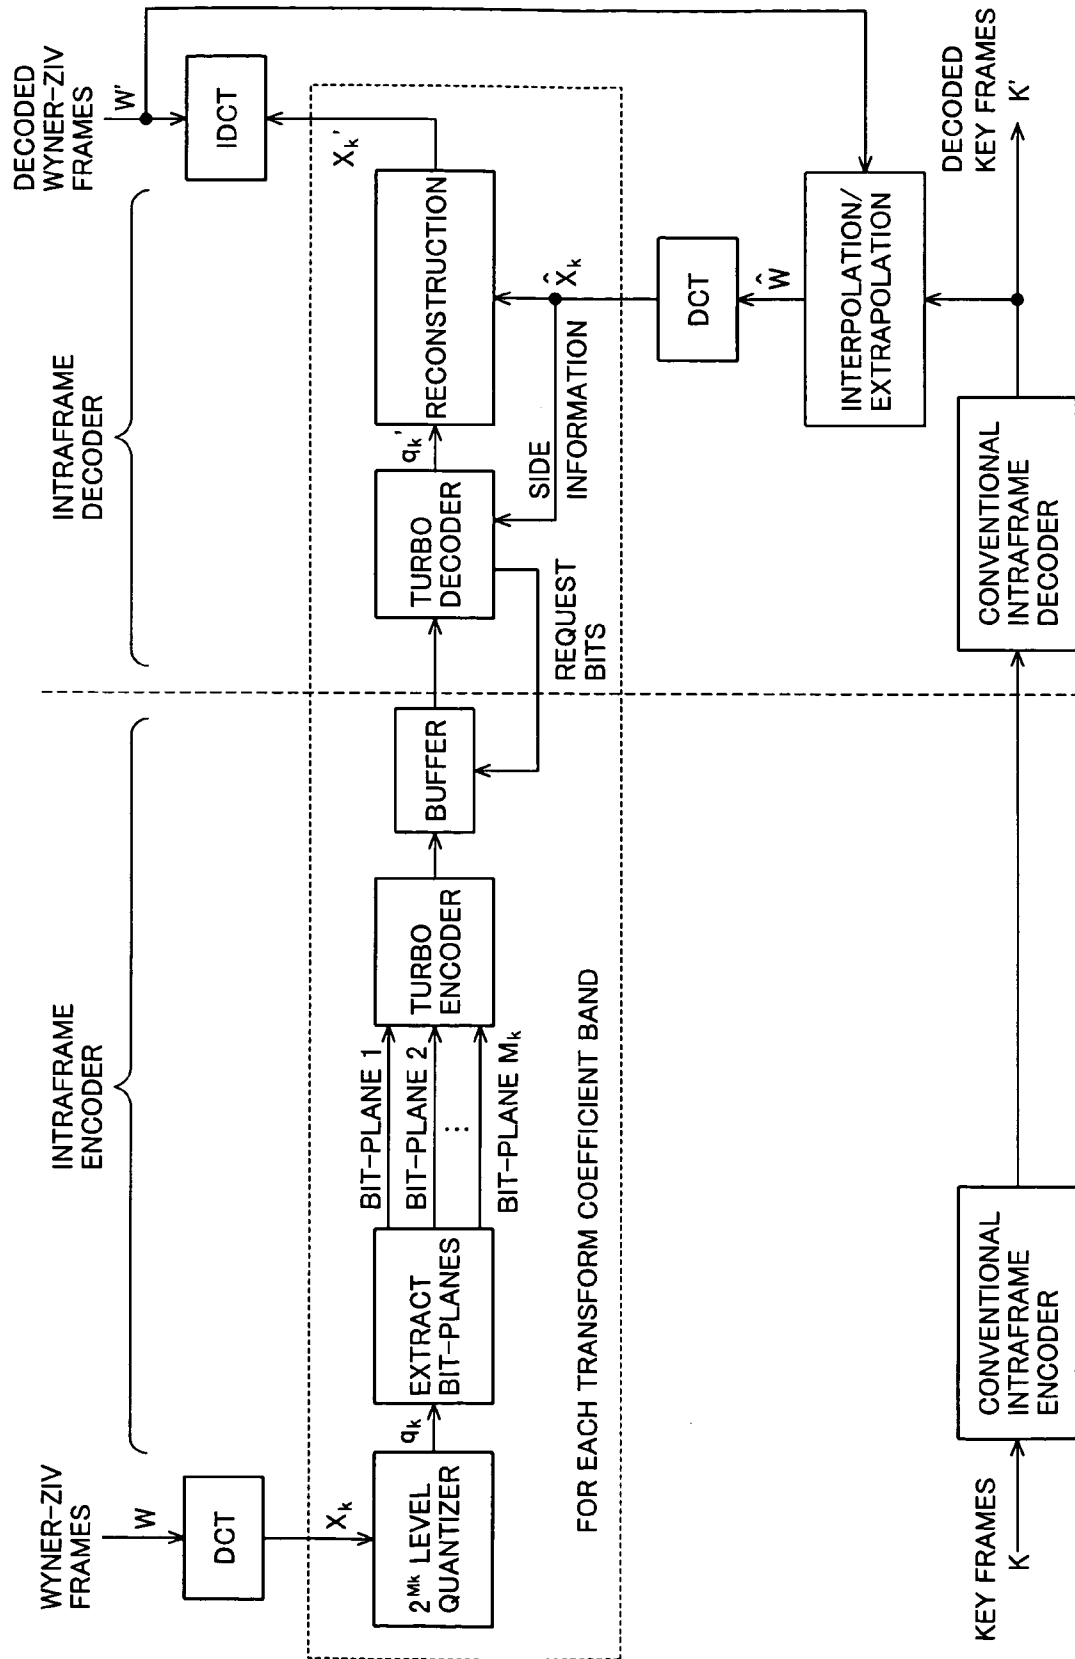 WYNER-ZIV
FRAMES
W
DCT
X_k
2^Mk LEVEL
QUANTIZER
q_k
EXTRACT
BIT-PLANES
BIT-PLANE 1
BIT-PLANE 2
...
BIT-PLANE M_k
TURBO
ENCODER
BUFFER
INTRAFRAME
ENCODER
FOR EACH TRANSFORM COEFFICIENT BAND
REQUEST
BITS
TURBO
DECODER
q_k'
RECONSTRUCTION
SIDE
INFORMATION
X̂_k
X_k'
INTRAFRAME
DECODER
IDCT
W'
DECODED
WYNER-ZIV
FRAMES
DCT
Ŵ
INTERPOLATION/
EXTRAPOLATION
KEY FRAMES
K
CONVENTIONAL
INTRAFRAME
ENCODER
CONVENTIONAL
INTRAFRAME
DECODER
DECODED
KEY FRAMES
K'